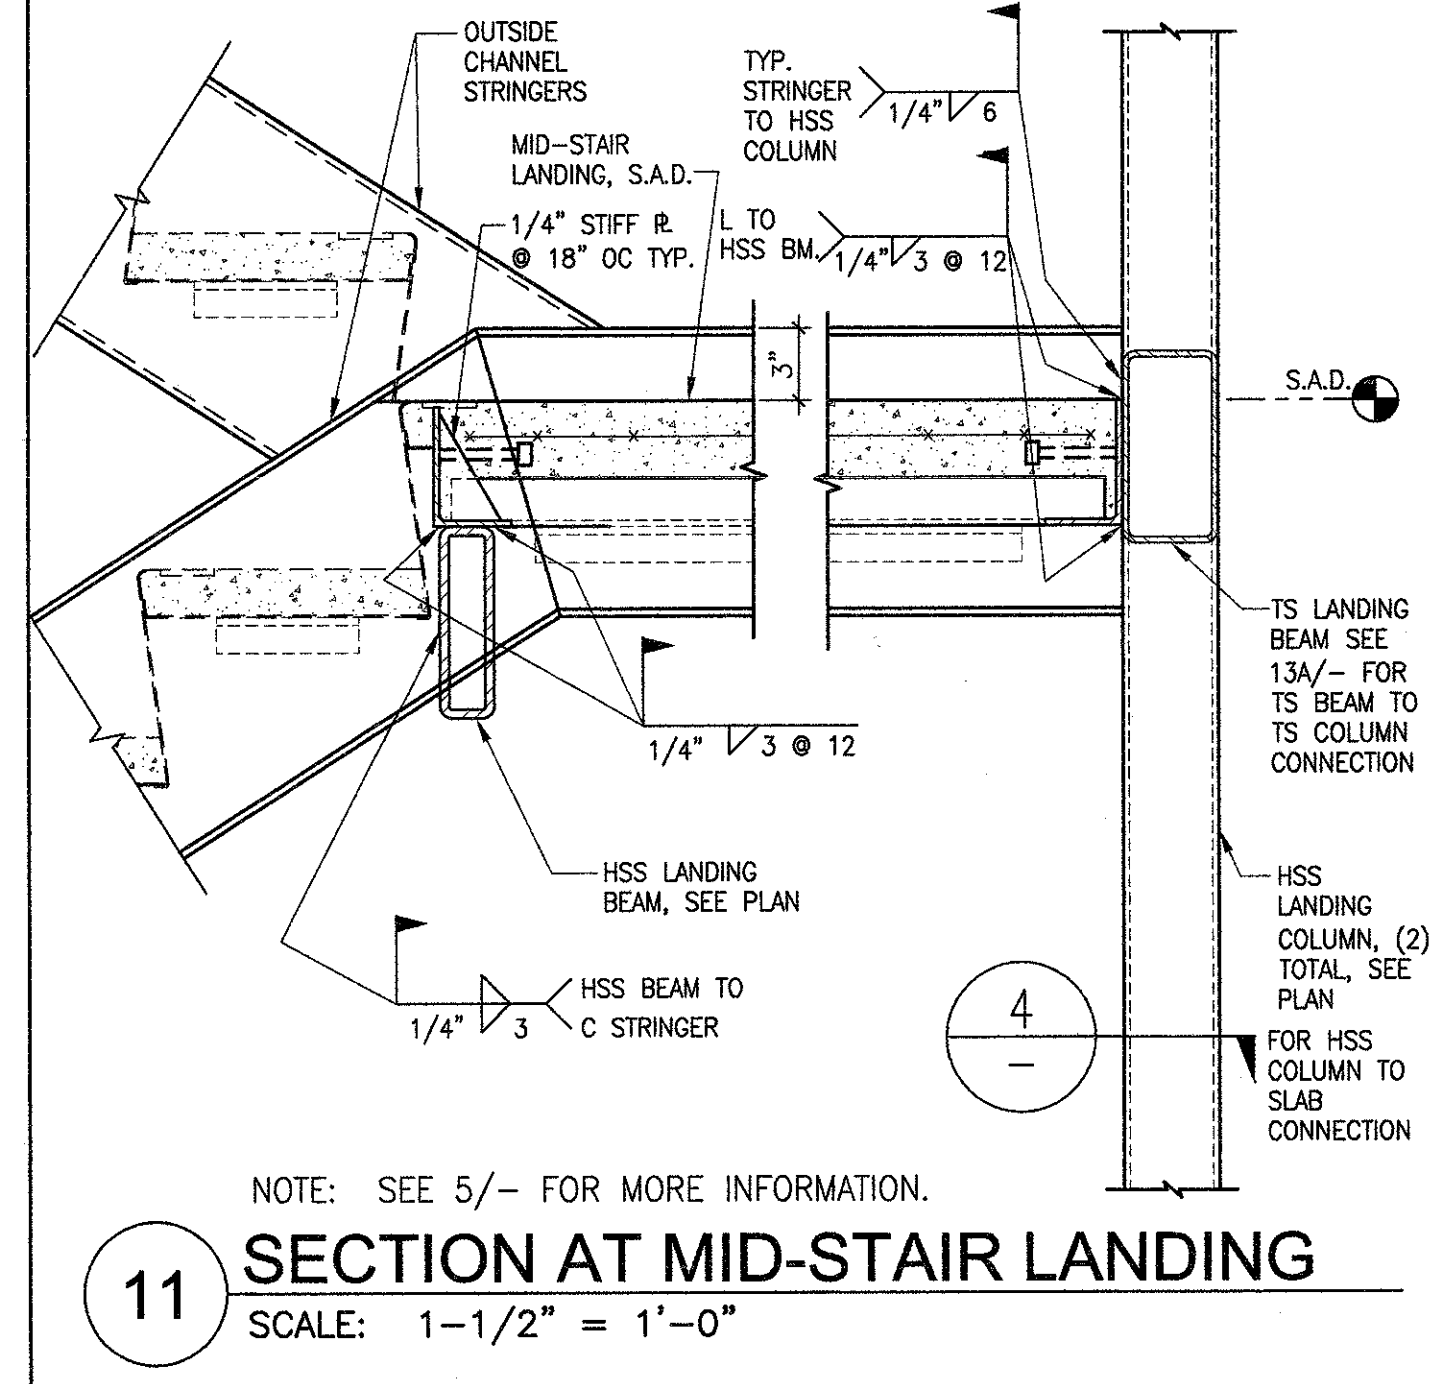 OUTSIDE
CHANNEL
STRINGERS
TYP.
STRINGER
TO HSS
COLUMN
1/4" 6
MID-STAIR
LANDING, S.A.D.
1/4" STIFF PL
@ 18" OC TYP.
L TO
HSS BM.
1/4" 3 @ 12
3"
S.A.D.
TS LANDING
BEAM SEE
13A/- FOR
TS BEAM TO
TS COLUMN
CONNECTION
1/4" 3 @ 12
HSS LANDING
BEAM, SEE PLAN
HSS
LANDING
COLUMN, (2)
TOTAL, SEE
PLAN
1/4" 3
HSS BEAM TO
C STRINGER
4
-
FOR HSS
COLUMN TO
SLAB
CONNECTION
NOTE: SEE 5/- FOR MORE INFORMATION.
11
SECTION AT MID-STAIR LANDING
SCALE: 1-1/2" = 1'-0"